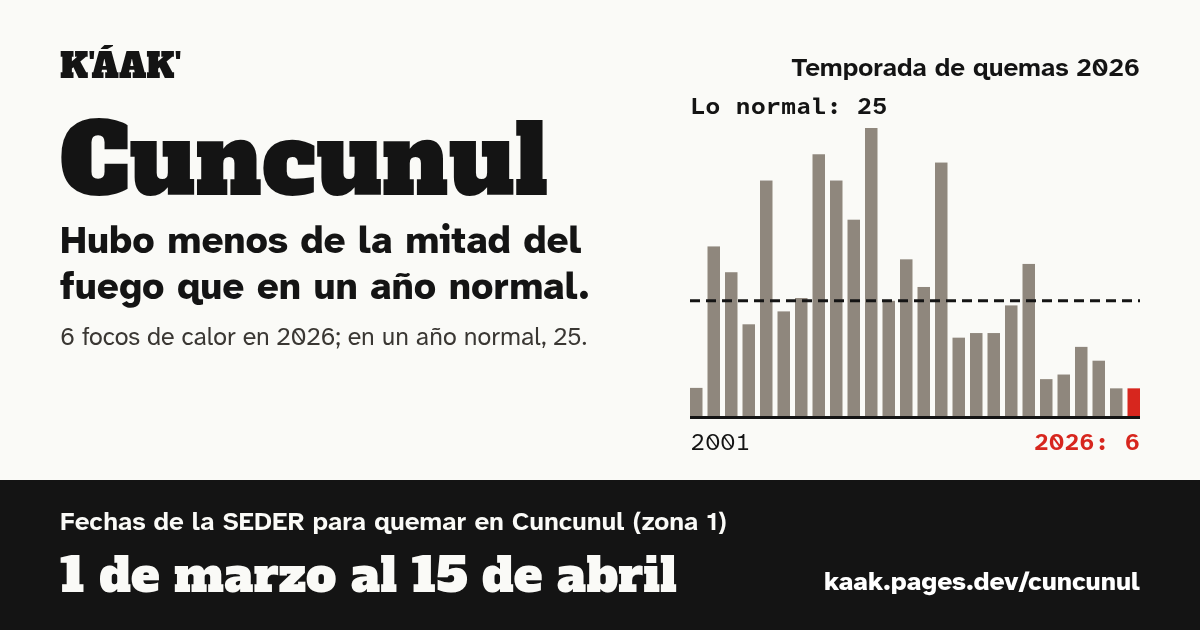 K'ÁAK'
Cuncunul
Hubo menos de la mitad del
fuego que en un año normal.
6 focos de calor en 2026; en un año normal, 25.
Temporada de quemas 2026
Lo normal: 25
2001
2026: 6
Fechas de la SEDER para quemar en Cuncunul (zona 1)
1 de marzo al 15 de abril
kaak.pages.dev/cuncunul